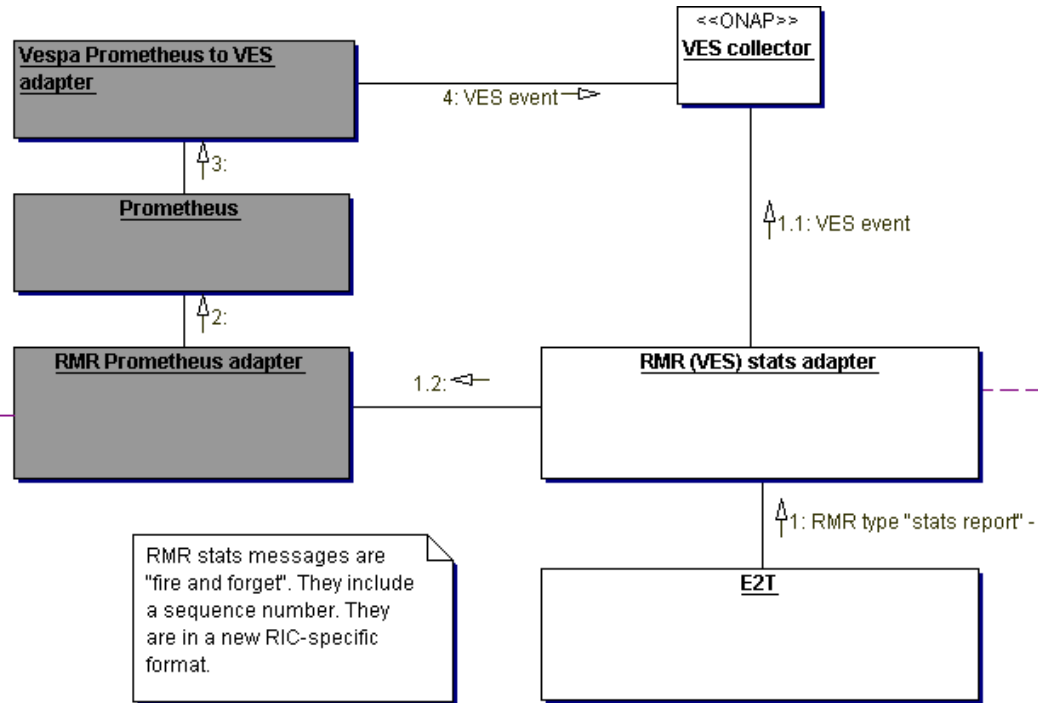 <<ONAP>>
VES collector
Vespa Prometheus to VES
adapter
4: VES event
3:
Prometheus
1.1: VES event
2:
RMR Prometheus adapter
1.2:
RMR (VES) stats adapter
1: RMR type "stats report" -
RMR stats messages are
"fire and forget". They include
a sequence number. They
are in a new RIC-specific
format.
E2T